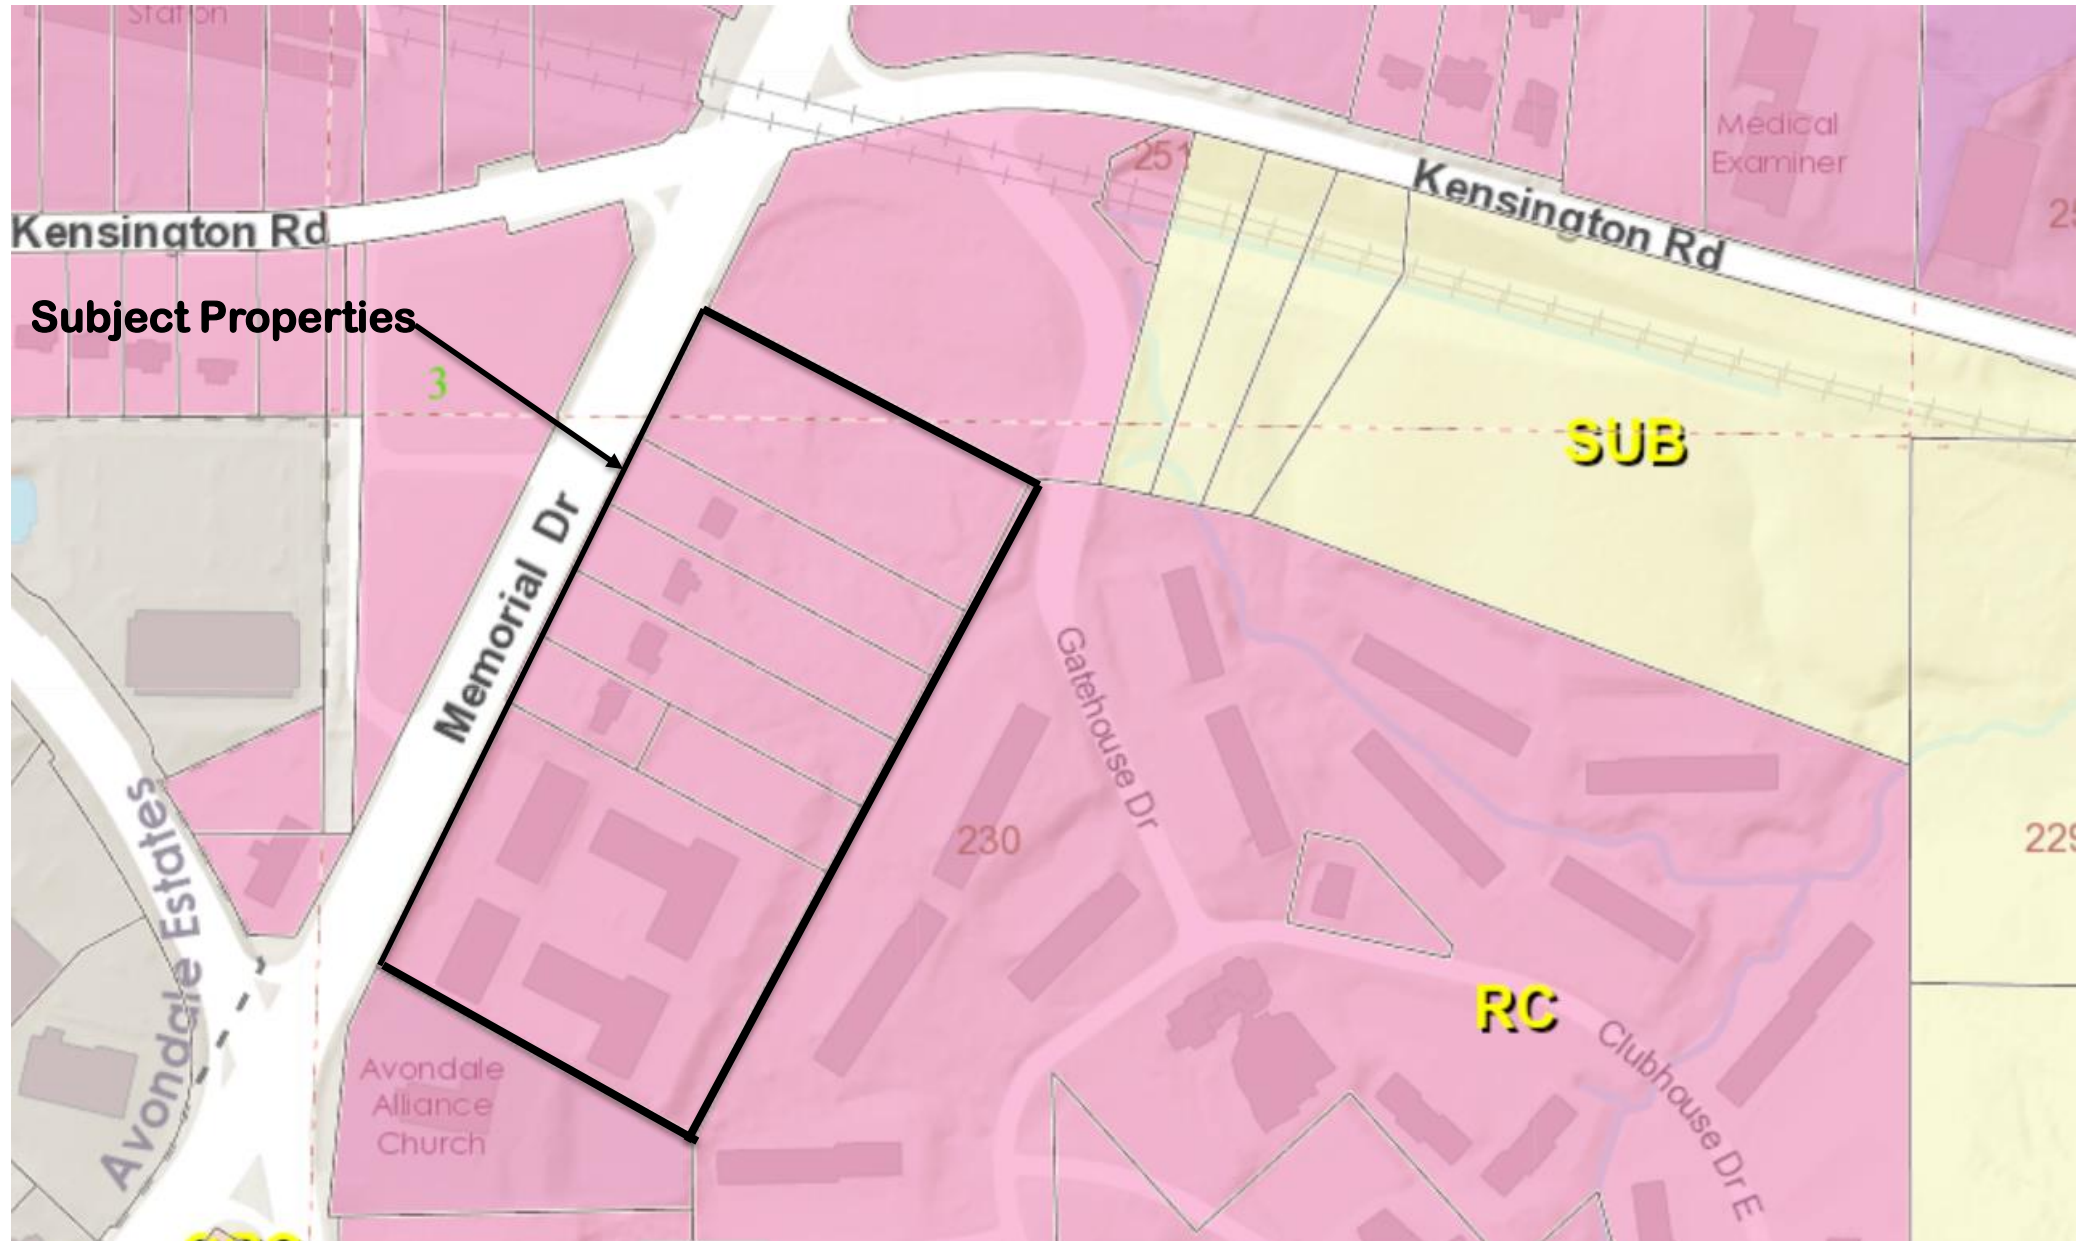 Station
Medical
Examiner
251
Kensington Rd
Kensington Rd
Subject Properties
3
SUB
Memorial Dr
Gatehouse Dr
230
Avondale Estates
RC
Clubhouse Dr E
Avondale
Alliance
Church